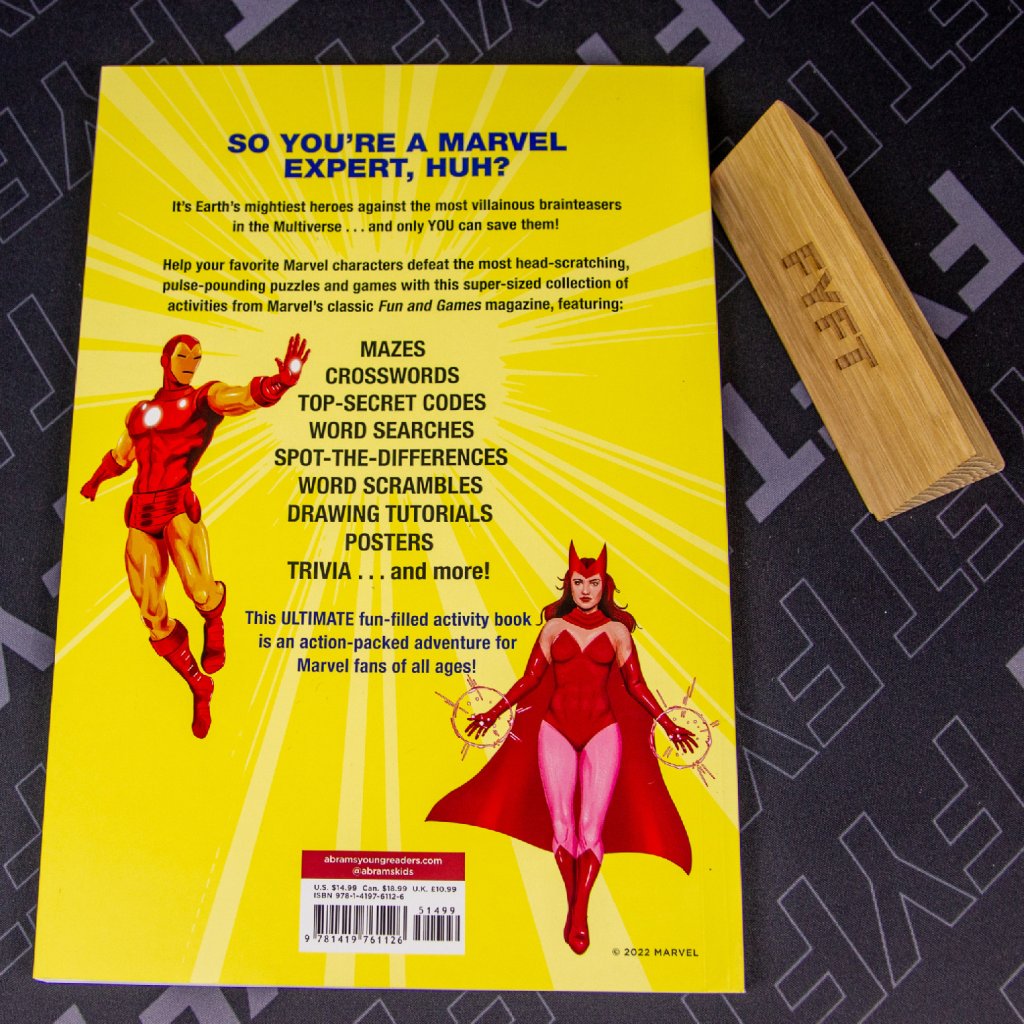 SO YOU'RE A MARVEL
EXPERT, HUH?
It's Earth's mightiest heroes against the most villainous brainteasers
in the Multiverse . . . and only YOU can save them!
Help your favorite Marvel characters defeat the most head-scratching,
pulse-pounding puzzles and games with this super-sized collection of
activities from Marvel's classic Fun and Games magazine, featuring:
MAZES
CROSSWORDS
TOP-SECRET CODES
WORD SEARCHES
SPOT-THE-DIFFERENCES
WORD SCRAMBLES
DRAWING TUTORIALS
POSTERS
TRIVIA . . . and more!
This ULTIMATE fun-filled activity book
is an action-packed adventure for
Marvel fans of all ages!
abramsyoungreaders.com
@abramskids
U.S. $14.99 Can. $18.99 U.K. £10.99
ISBN 978-1-4197-6112-6
51499
9 781419 761126
© 2022 MARVEL
FYFT